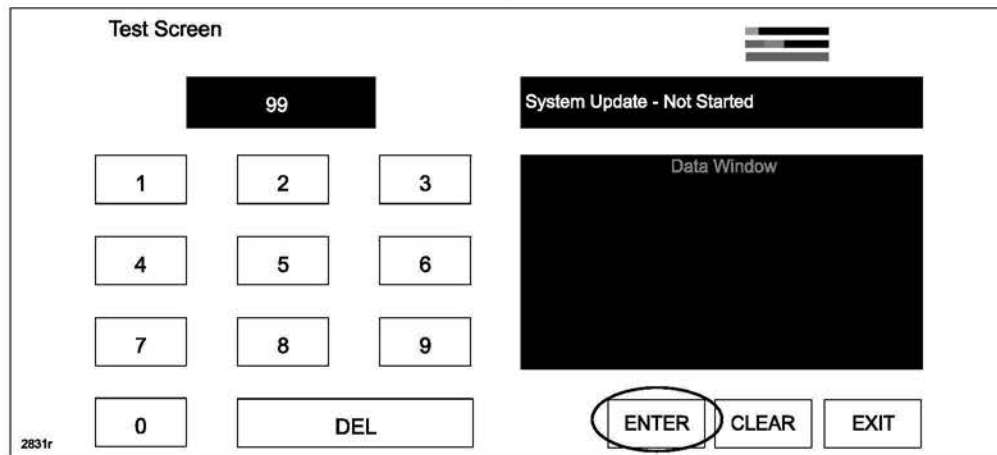 Test Screen
99
System Update - Not Started
Data Window
1 2 3
4 5 6
7 8 9
0 DEL
ENTER CLEAR EXIT
2831r